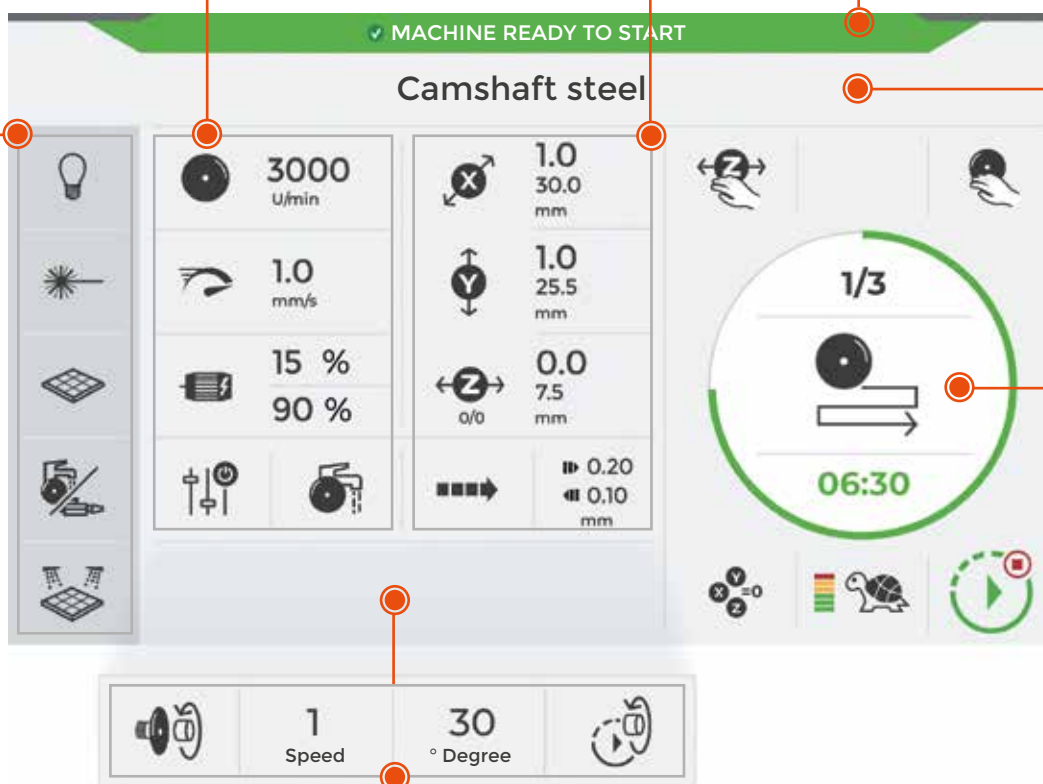 MACHINE READY TO START
Camshaft steel
3000
U/min
1.0
mm/s
15 %
90 %
X
1.0
30.0
mm
Y
1.0
25.5
mm
Z
0/0
0.0
7.5
mm
0.20
0.10
mm
Z
1/3
06:30
X Y Z =0
1
Speed
30
° Degree